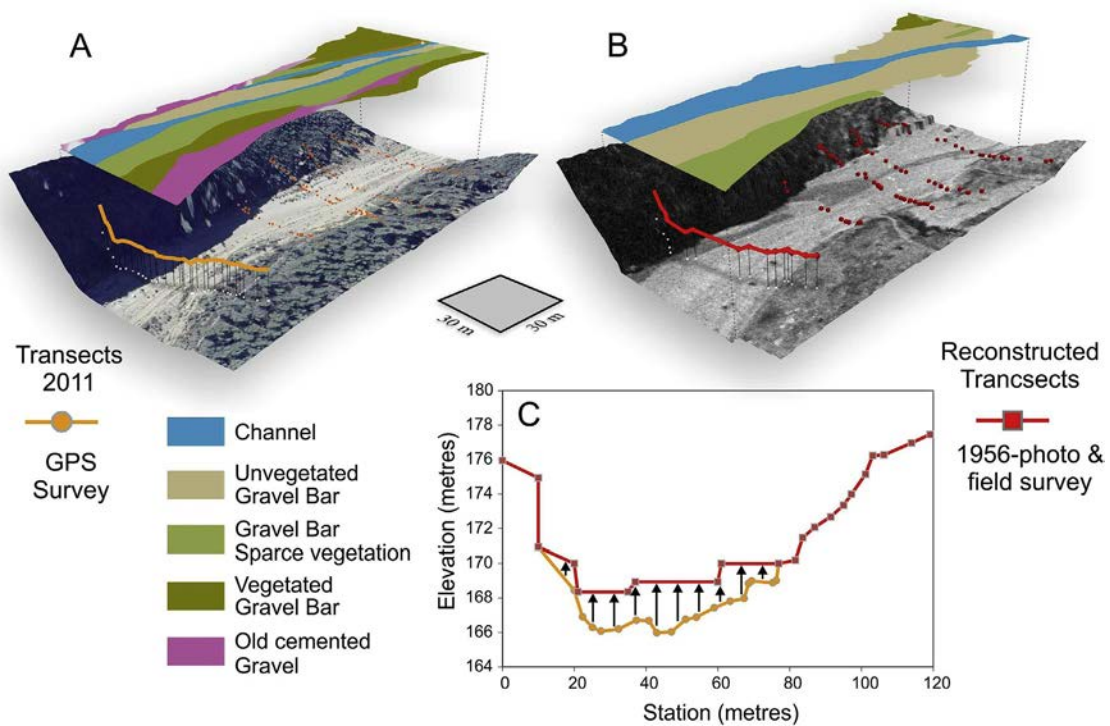 A
B
30 m
30 m
Transects
2011
GPS
Survey
Channel
Unvegetated
Gravel Bar
Gravel Bar
Sparce vegetation
Vegetated
Gravel Bar
Old cemented
Gravel
Reconstructed
Trancsects
1956-photo &
field survey
C
Elevation (metres)
180
178
176
174
172
170
168
166
164
0
20
40
60
80
100
120
Station (metres)